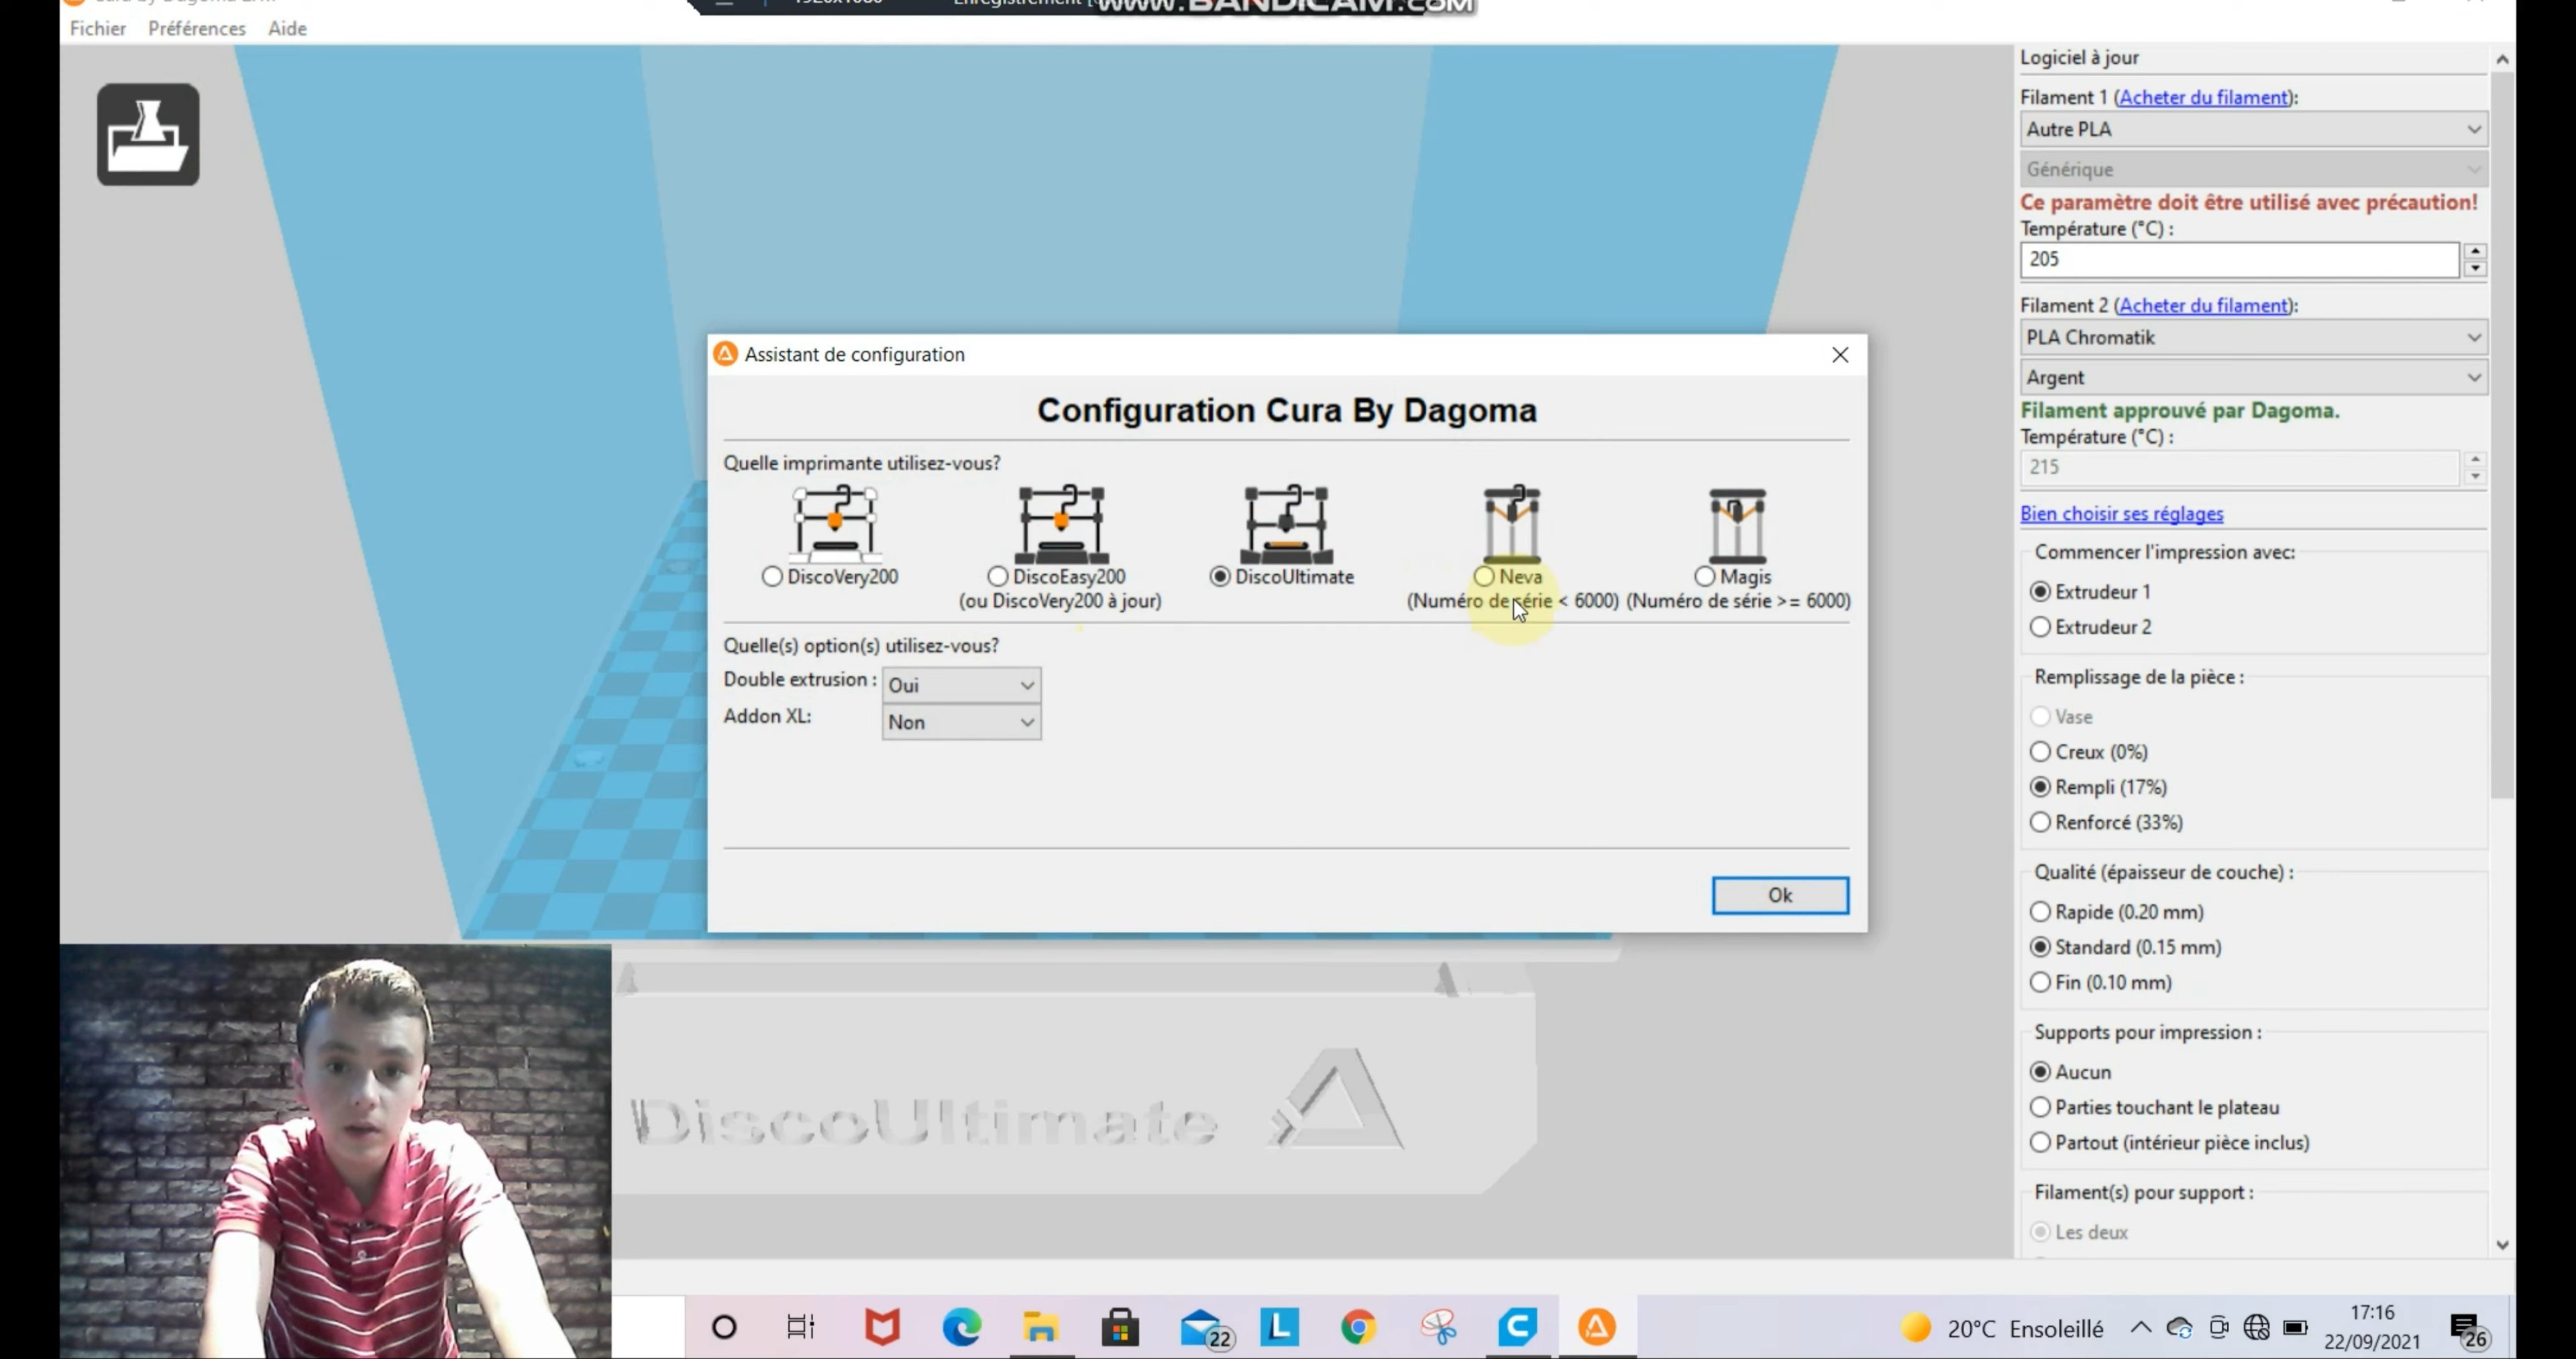 www.BANDICAM.COM
Fichier Préférences Aide
Logiciel à jour
Filament 1 (Acheter du filament):
Autre PLA
Générique
Ce paramètre doit être utilisé avec précaution!
Température (°C) :
205
Filament 2 (Acheter du filament):
PLA Chromatik
Argent
Filament approuvé par Dagoma.
Température (°C) :
215
Bien choisir ses réglages
Commencer l'impression avec:
Extrudeur 1
Extrudeur 2
Remplissage de la pièce :
Vase
Creux (0%)
Rempli (17%)
Renforcé (33%)
Qualité (épaisseur de couche) :
Rapide (0.20 mm)
Standard (0.15 mm)
Fin (0.10 mm)
Supports pour impression :
Aucun
Parties touchant le plateau
Partout (intérieur pièce inclus)
Filament(s) pour support :
Les deux
Assistant de configuration
Configuration Cura By Dagoma
Quelle imprimante utilisez-vous?
DiscoVery200
DiscoEasy200
(ou DiscoVery200 à jour)
DiscoUltimate
Neva
(Numéro de série < 6000)
Magis
(Numéro de série >= 6000)
Quelle(s) option(s) utilisez-vous?
Double extrusion : Oui
Addon XL: Non
Ok
DiscoUltimate
22
20°C Ensoleillé
17:16
22/09/2021
26